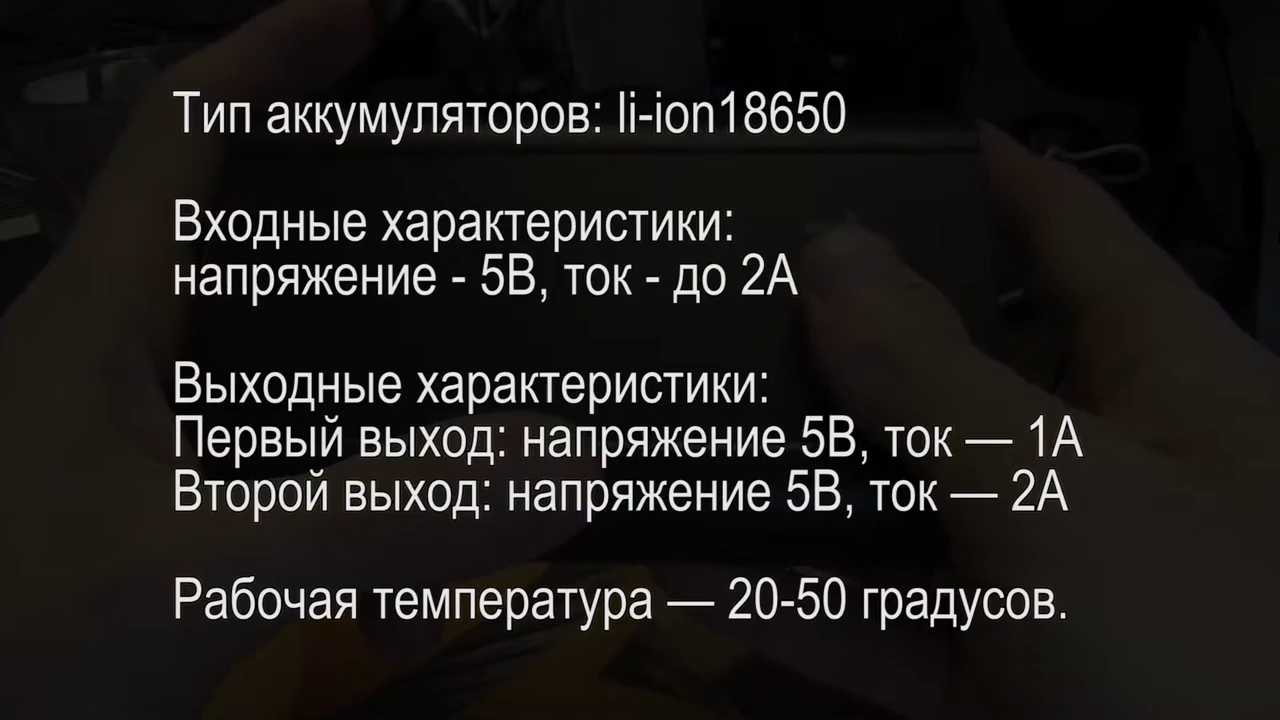 Тип аккумуляторов: li-ion18650
Входные характеристики:
напряжение - 5В, ток - до 2А
Выходные характеристики:
Первый выход: напряжение 5В, ток — 1А
Второй выход: напряжение 5В, ток — 2А
Рабочая температура — 20-50 градусов.